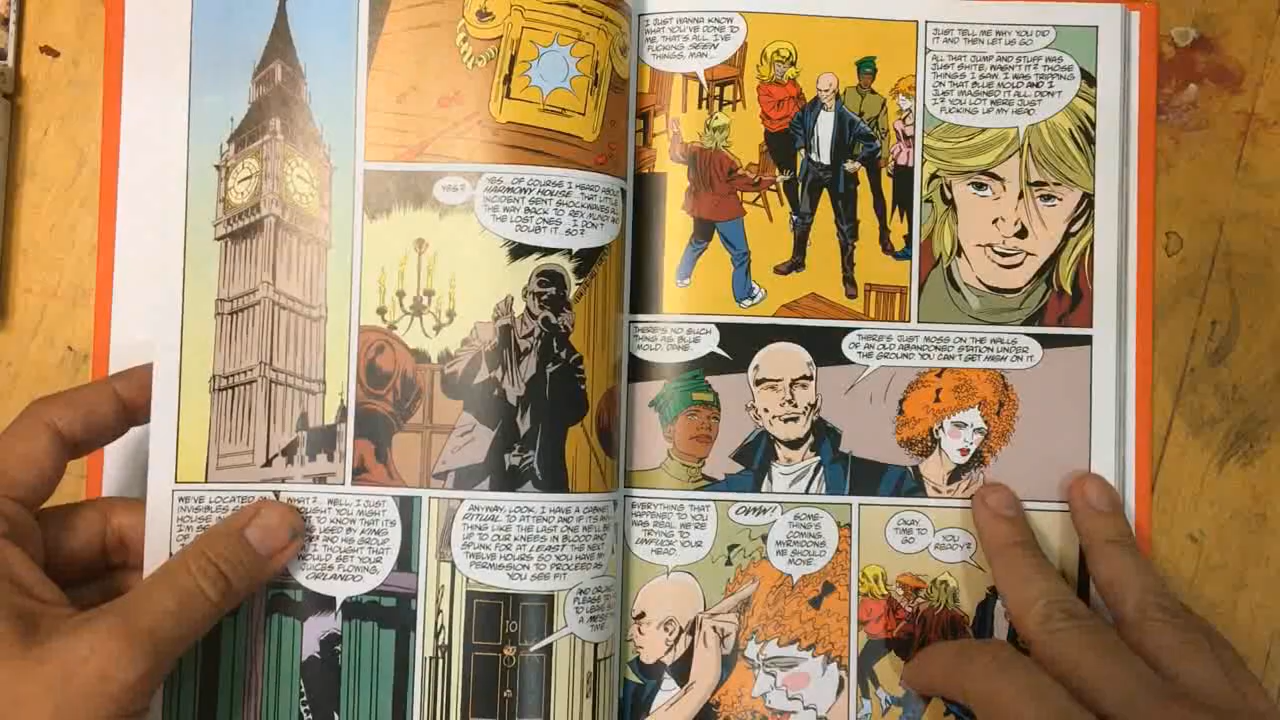 YES?
YES, OF COURSE I HEARD ABOUT
HARMONY HOUSE. THAT LITTLE
INCIDENT SENT SHOCKWAVES ALL
THE WAY BACK TO REX MUNDI AND
THE LOST ONES... I DON'T
DOUBT IT...SO?
WE'VE LOCATED AN
INVISIBLES
HOUSE IN
I'M
OF
WHAT?... WELL, I JUST
THOUGHT YOU MIGHT
WANT TO KNOW THAT ITS
USED BY KING
MOB AND HIS GROUP
I THOUGHT THAT
WOULD GET YOUR
JUICES FLOWING,
ORLANDO.
ANYWAY, LOOK, I HAVE A CABINET
RITUAL TO ATTEND AND IF ITS ANY-
THING LIKE THE LAST ONE WE'LL BE
UP TO OUR KNEES IN BLOOD AND
SPUNK FOR AT LEAST THE NEXT
TWELVE HOURS SO YOU HAVE MY
PERMISSION TO PROCEED AS
YOU SEE FIT.
AND ORLANDO
PLEASE TRY
TO LEAVE
A MESS
TIME.
10
I JUST WANNA KNOW
WHAT YOU'VE DONE TO
ME, THAT'S ALL. I'VE
FUCKING SEEN
THINGS, MAN...
JUST TELL ME WHY YOU DID
IT AND THEN LET US GO.
ALL THAT JUMP AND STUFF WAS
JUST SHITE, WASN'T IT? THOSE
THINGS I SAW. I WAS TRIPPING
ON THAT BLUE MOLD AND I
JUST IMAGINED IT ALL, DIDN'T
I? YOU LOT WERE JUST
FUCKING UP MY HEAD.
THERE'S NO SUCH
THING AS BLUE
MOLD, DANE.
THERE'S JUST MOSS ON THE WALLS
OF AN OLD ABANDONED STATION UNDER
THE GROUND. YOU CAN'T GET HIGH ON IT.
EVERYTHING THAT
HAPPENED TO YOU
WAS REAL. WE'RE
TRYING TO
UNFUCK YOUR
HEAD.
OWW!
SOME-
THING'S
COMING.
MYRMIDONS.
WE SHOULD
MOVE...
OKAY.
TIME TO
GO.
YOU
READY?